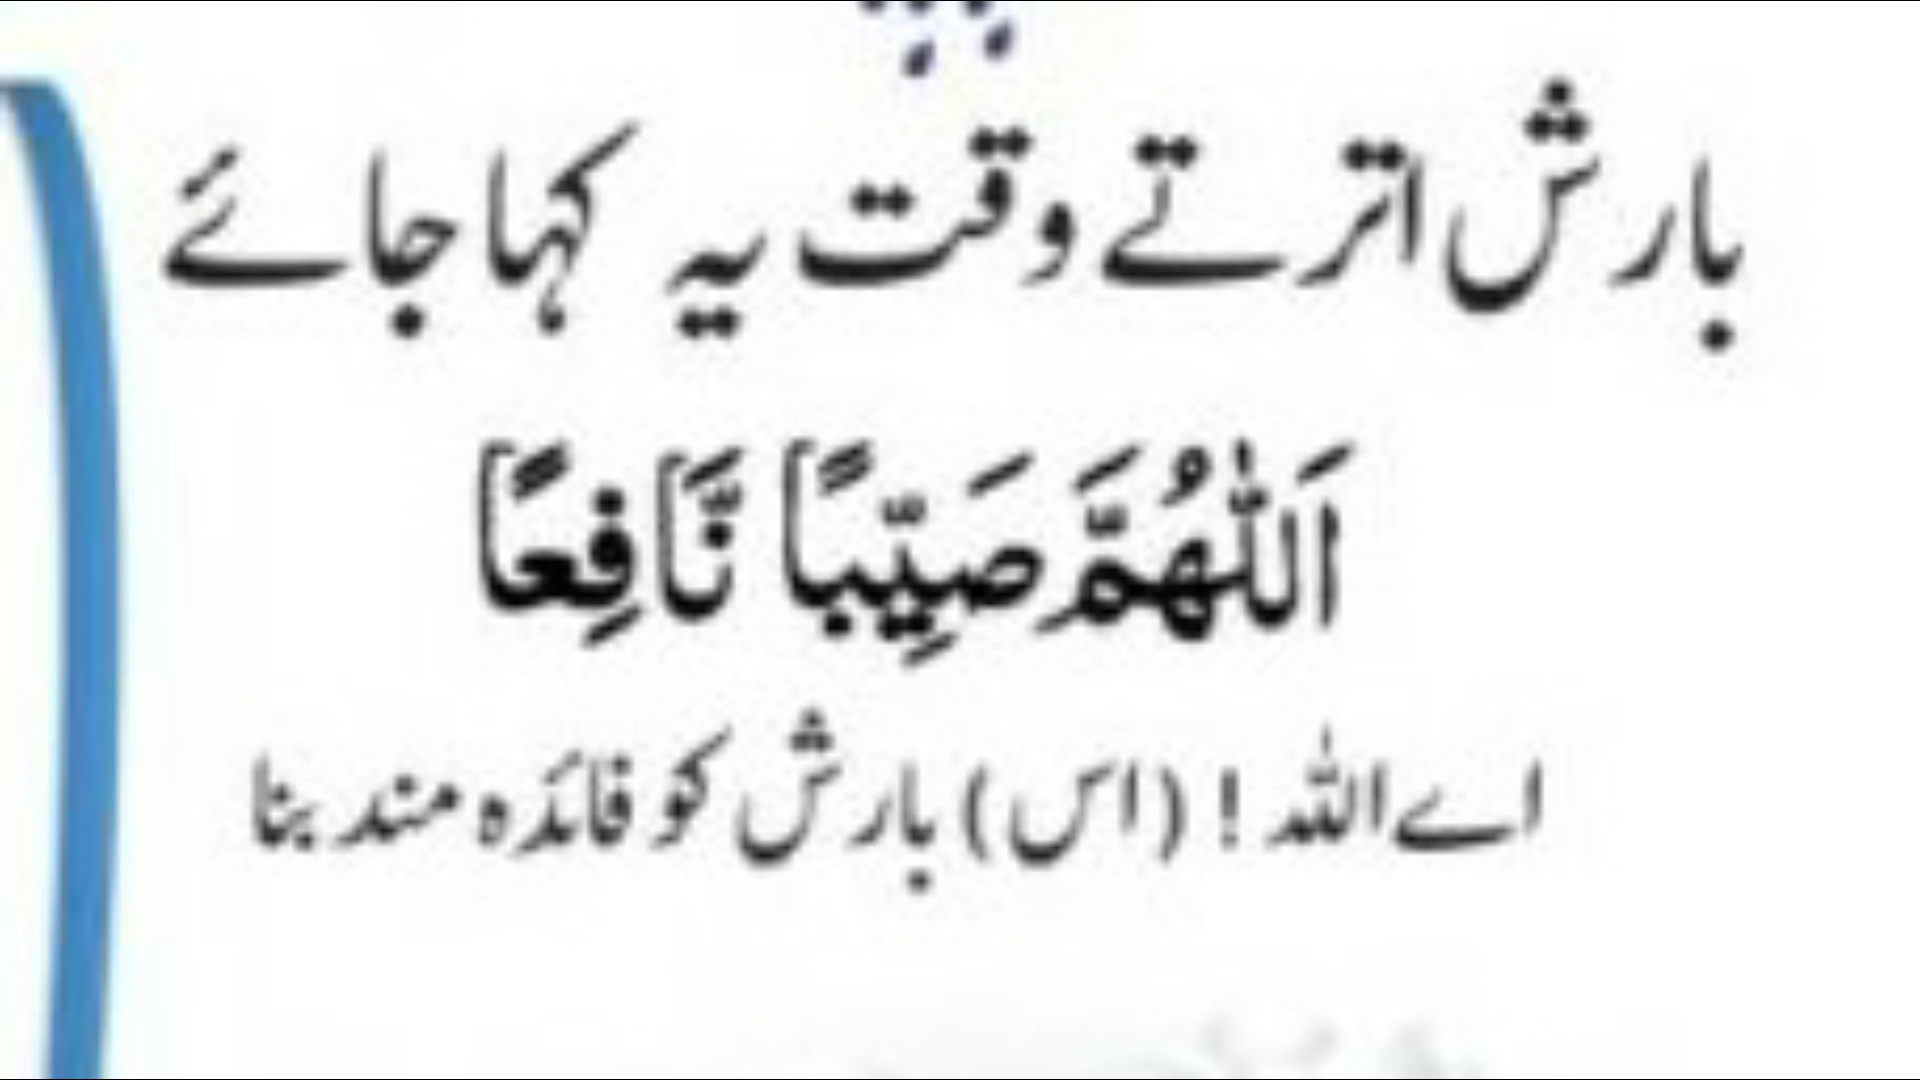 بارش اترتے وقت یہ کہا جائے
اَللّٰهُمَّ صَيِّبًا نَّافِعًا
اے اللہ ! (اس) بارش کو فائدہ مند بنا